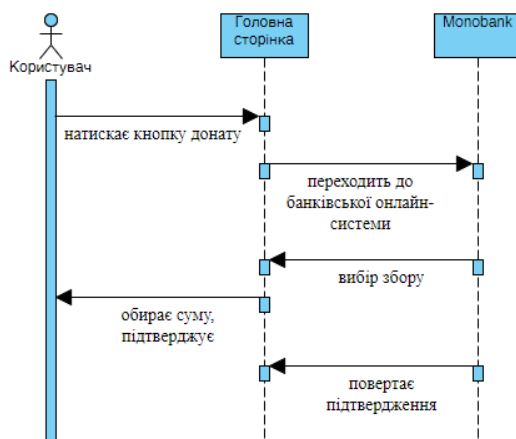 Головна
сторінка
Monobank
Користувач
натискає кнопку донату
переходить до
банківської онлайн-
системи
вибір збору
обирає суму,
підтверджує
повертає
підтвердження